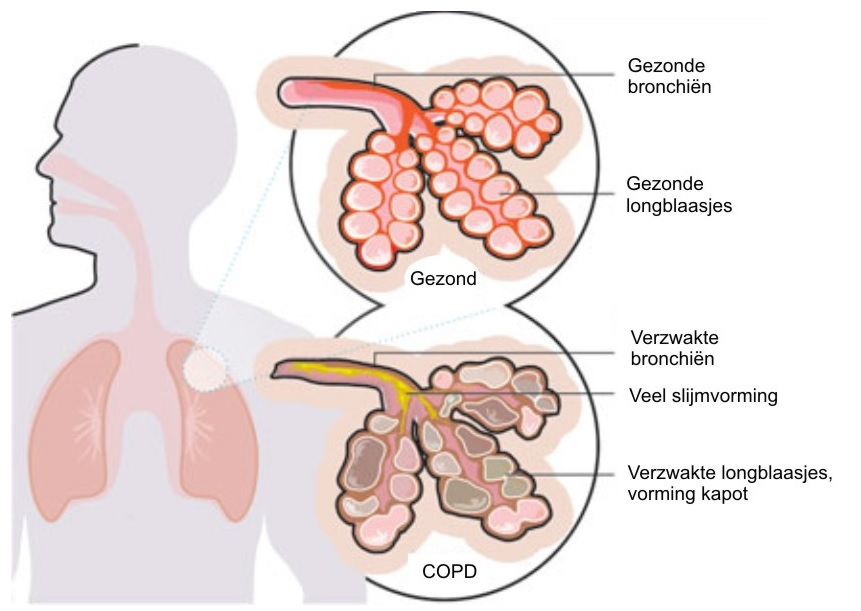 Gezonde
bronchiën
Gezonde
longblaasjes
Gezond
Verzwakte
bronchiën
Veel slijmvorming
Verzwakte longblaasjes,
vorming kapot
COPD